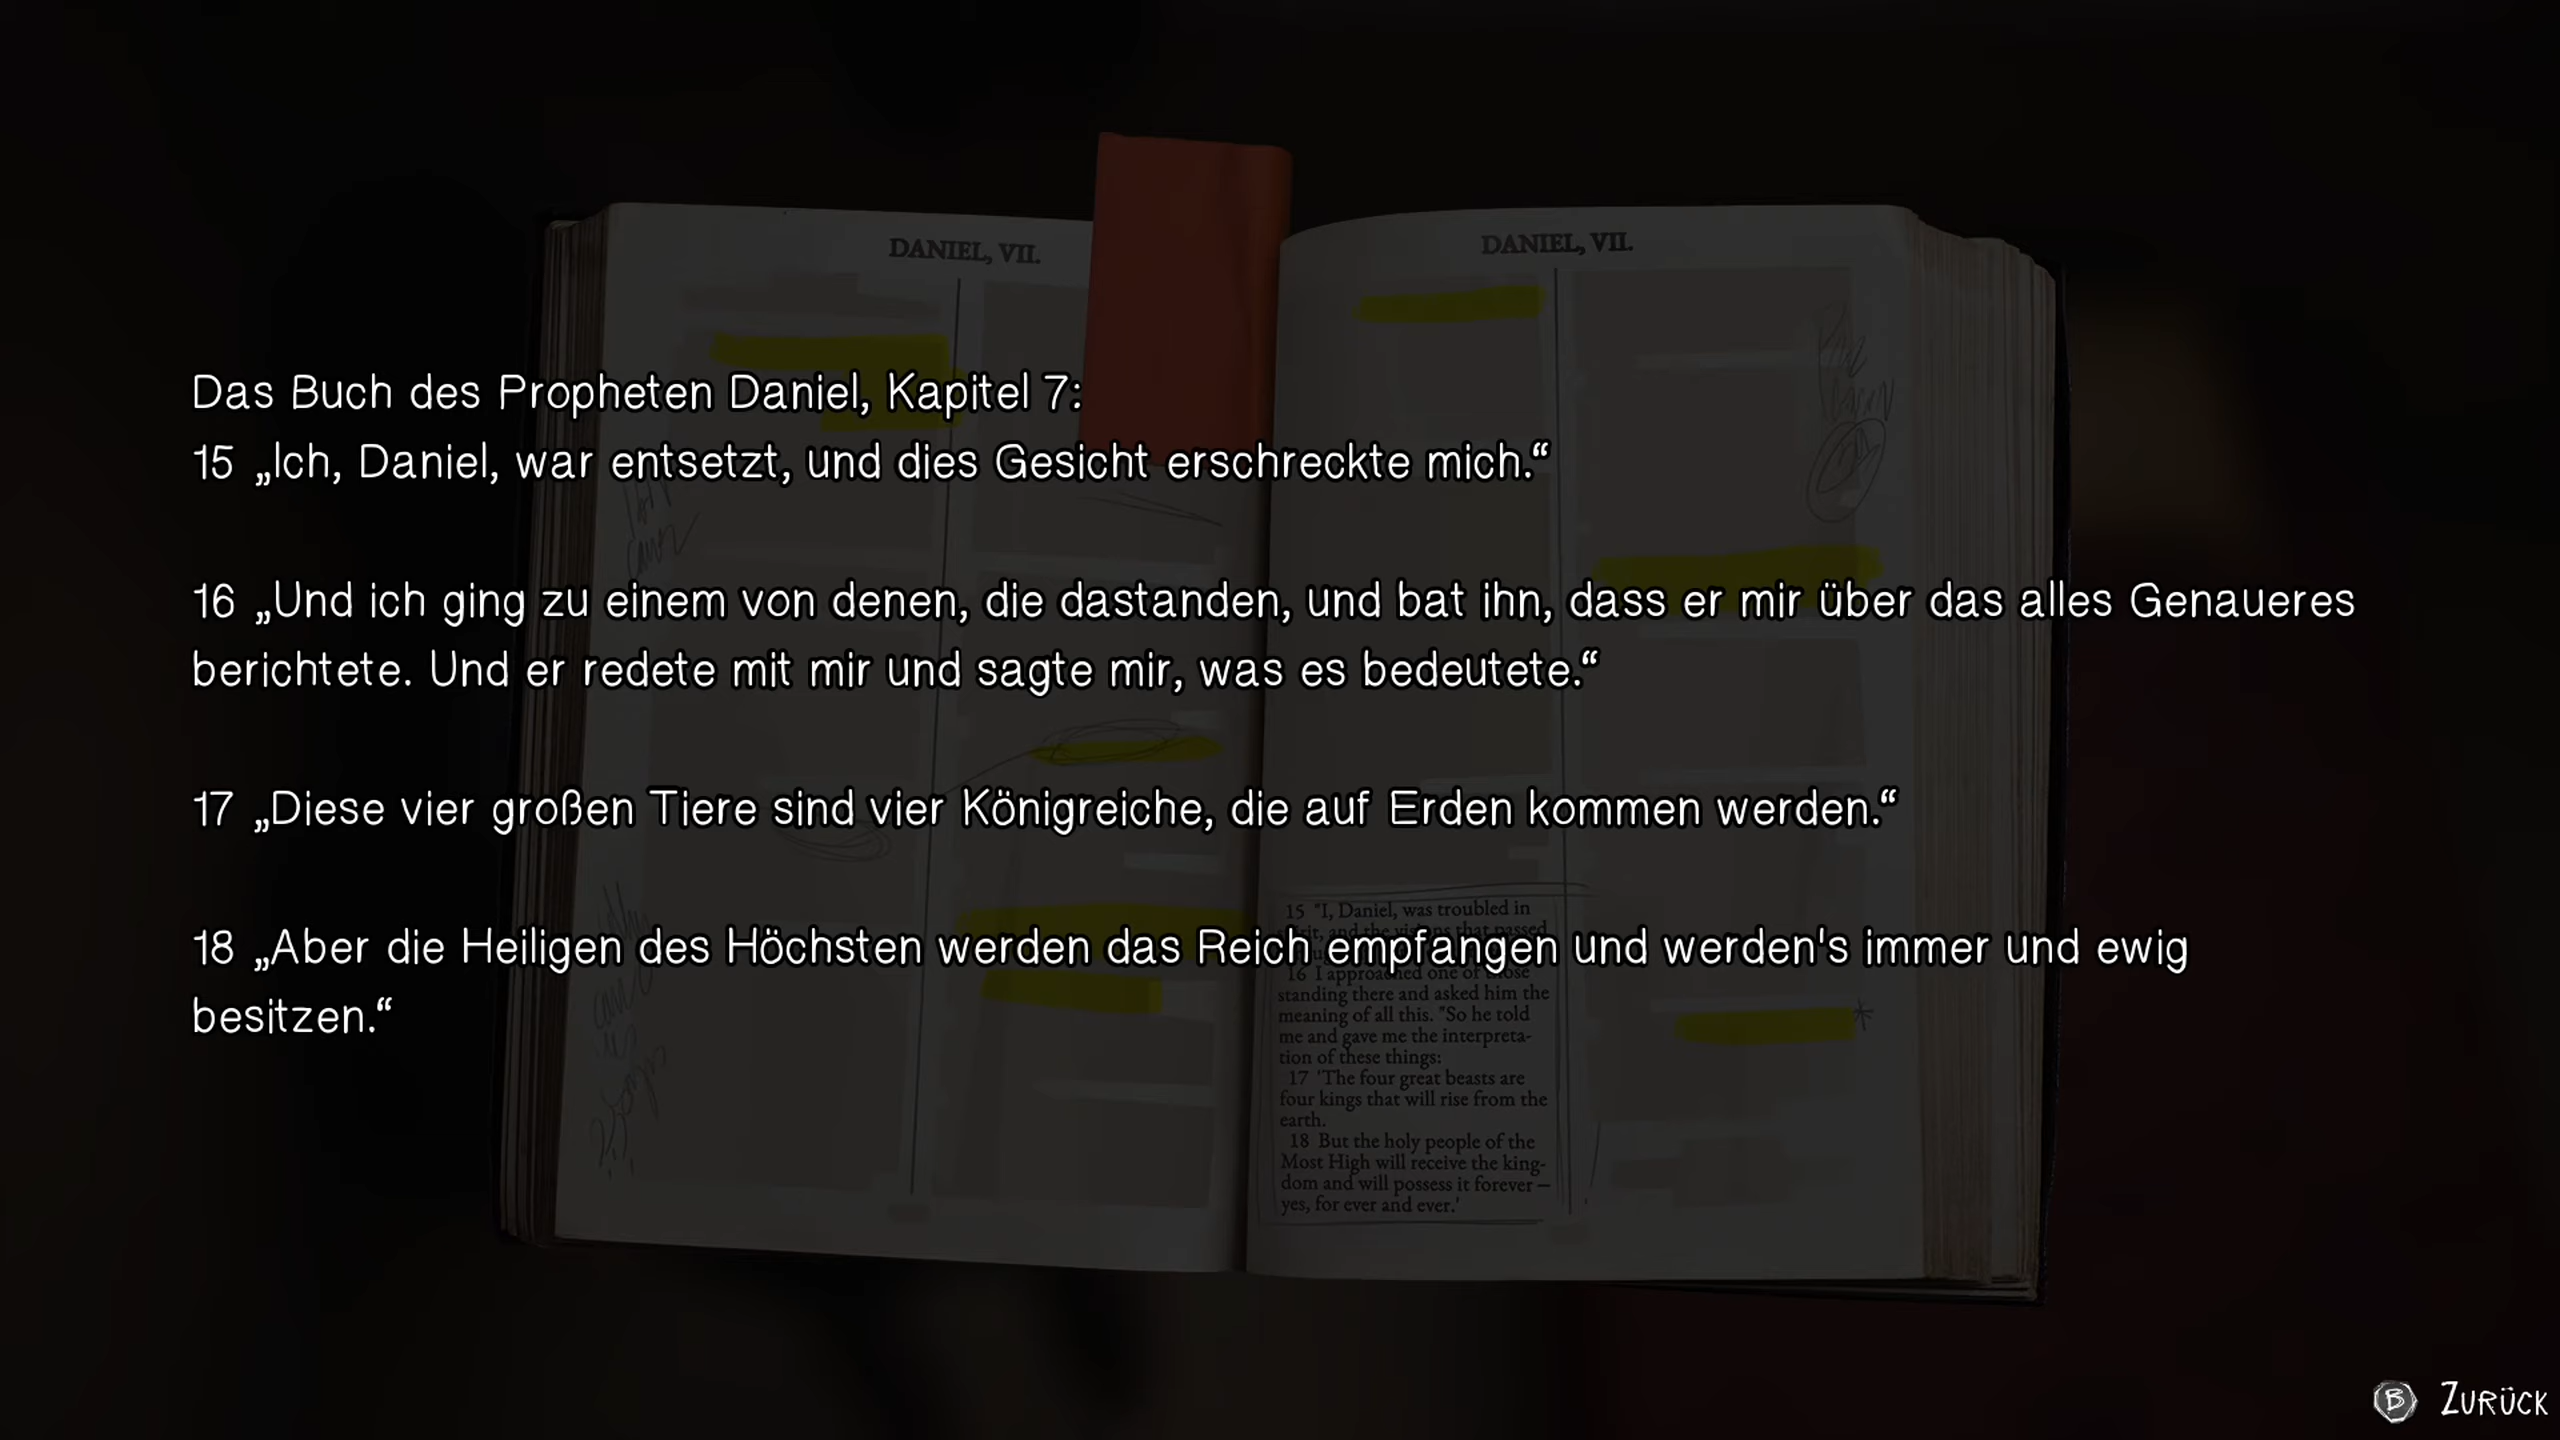 DANIEL, VII.
DANIEL, VII.
Das Buch des Propheten Daniel, Kapitel 7:
15 „Ich, Daniel, war entsetzt, und dies Gesicht erschreckte mich.“
16 „Und ich ging zu einem von denen, die dastanden, und bat ihn, dass er mir über das alles Genaueres
berichtete. Und er redete mit mir und sagte mir, was es bedeutete.“
17 „Diese vier großen Tiere sind vier Königreiche, die auf Erden kommen werden.“
18 „Aber die Heiligen des Höchsten werden das Reich empfangen und werden's immer und ewig
besitzen.“
15 "I, Daniel, was troubled in
16 I approached one of those
standing there and asked him the
meaning of all this. "So he told
me and gave me the interpreta-
tion of these things:
17 'The four great beasts are
four kings that will rise from the
earth.
18 But the holy people of the
Most High will receive the king-
dom and will possess it forever –
yes, for ever and ever.'
B ZURÜCK